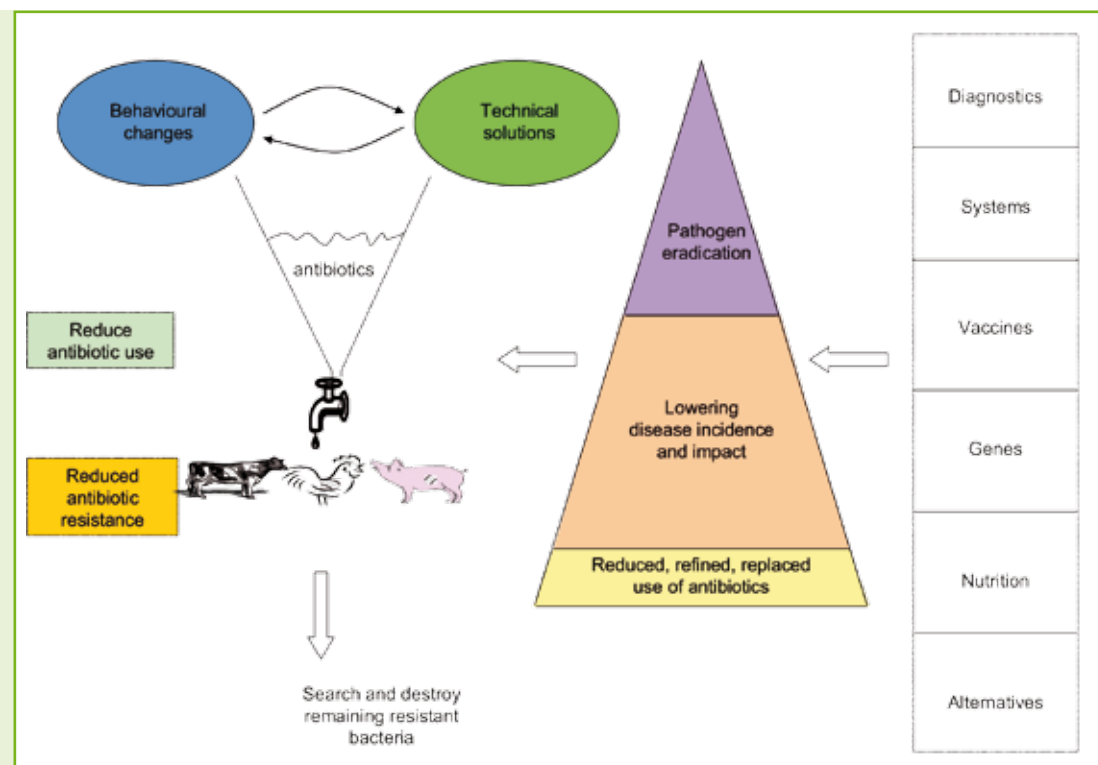 Behavioural
changes
Technical
solutions
antibiotics
Reduce
antibiotic use
Reduced
antibiotic
resistance
Search and destroy
remaining resistant
bacteria
Pathogen
eradication
Lowering
disease incidence
and impact
Reduced, refined, replaced
use of antibiotics
Diagnostics
Systems
Vaccines
Genes
Nutrition
Alternatives